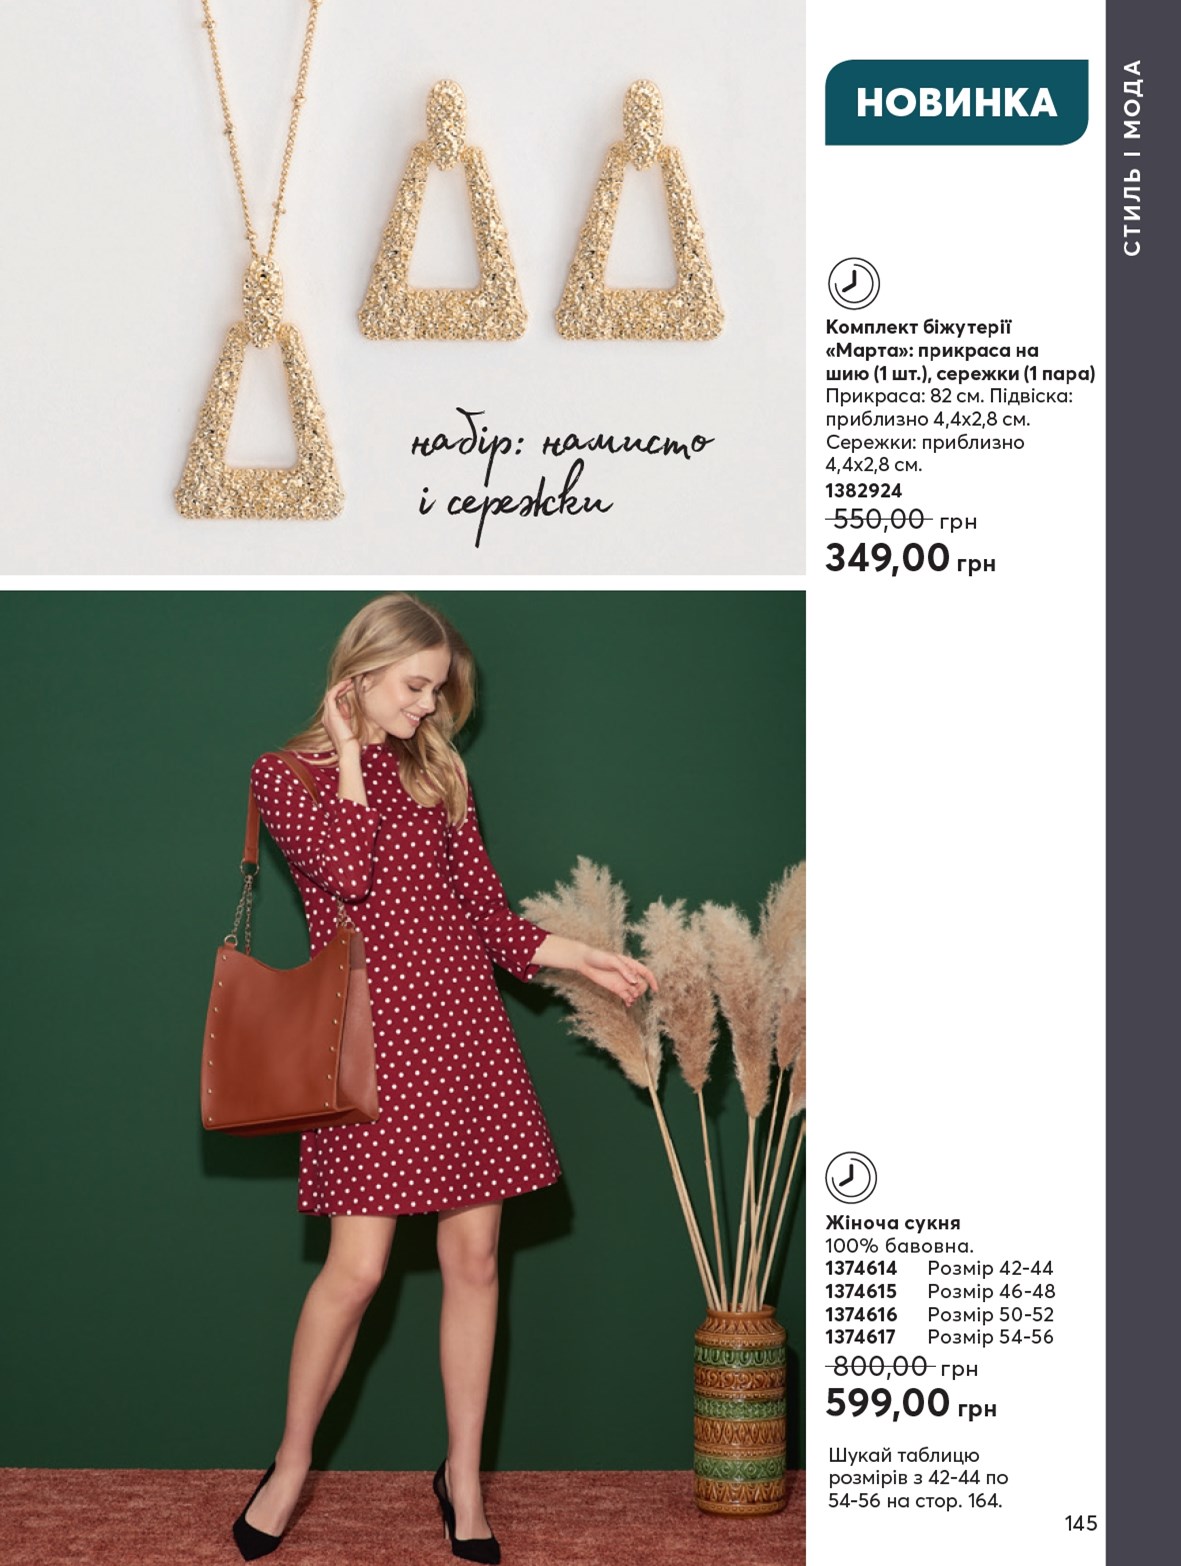 НОВИНКА
СТИЛЬ І МОДА
набір: намисто
і сережки
Комплект біжутерії
«Марта»: прикраса на
шию (1 шт.), сережки (1 пара)
Прикраса: 82 см. Підвіска:
приблизно 4,4х2,8 см.
Сережки: приблизно
4,4х2,8 см.
1382924
550,00 грн
349,00 грн
Жіноча сукня
100% бавовна.
1374614 Розмір 42-44
1374615 Розмір 46-48
1374616 Розмір 50-52
1374617 Розмір 54-56
800,00 грн
599,00 грн
Шукай таблицю
розмірів з 42-44 по
54-56 на стор. 164.
145